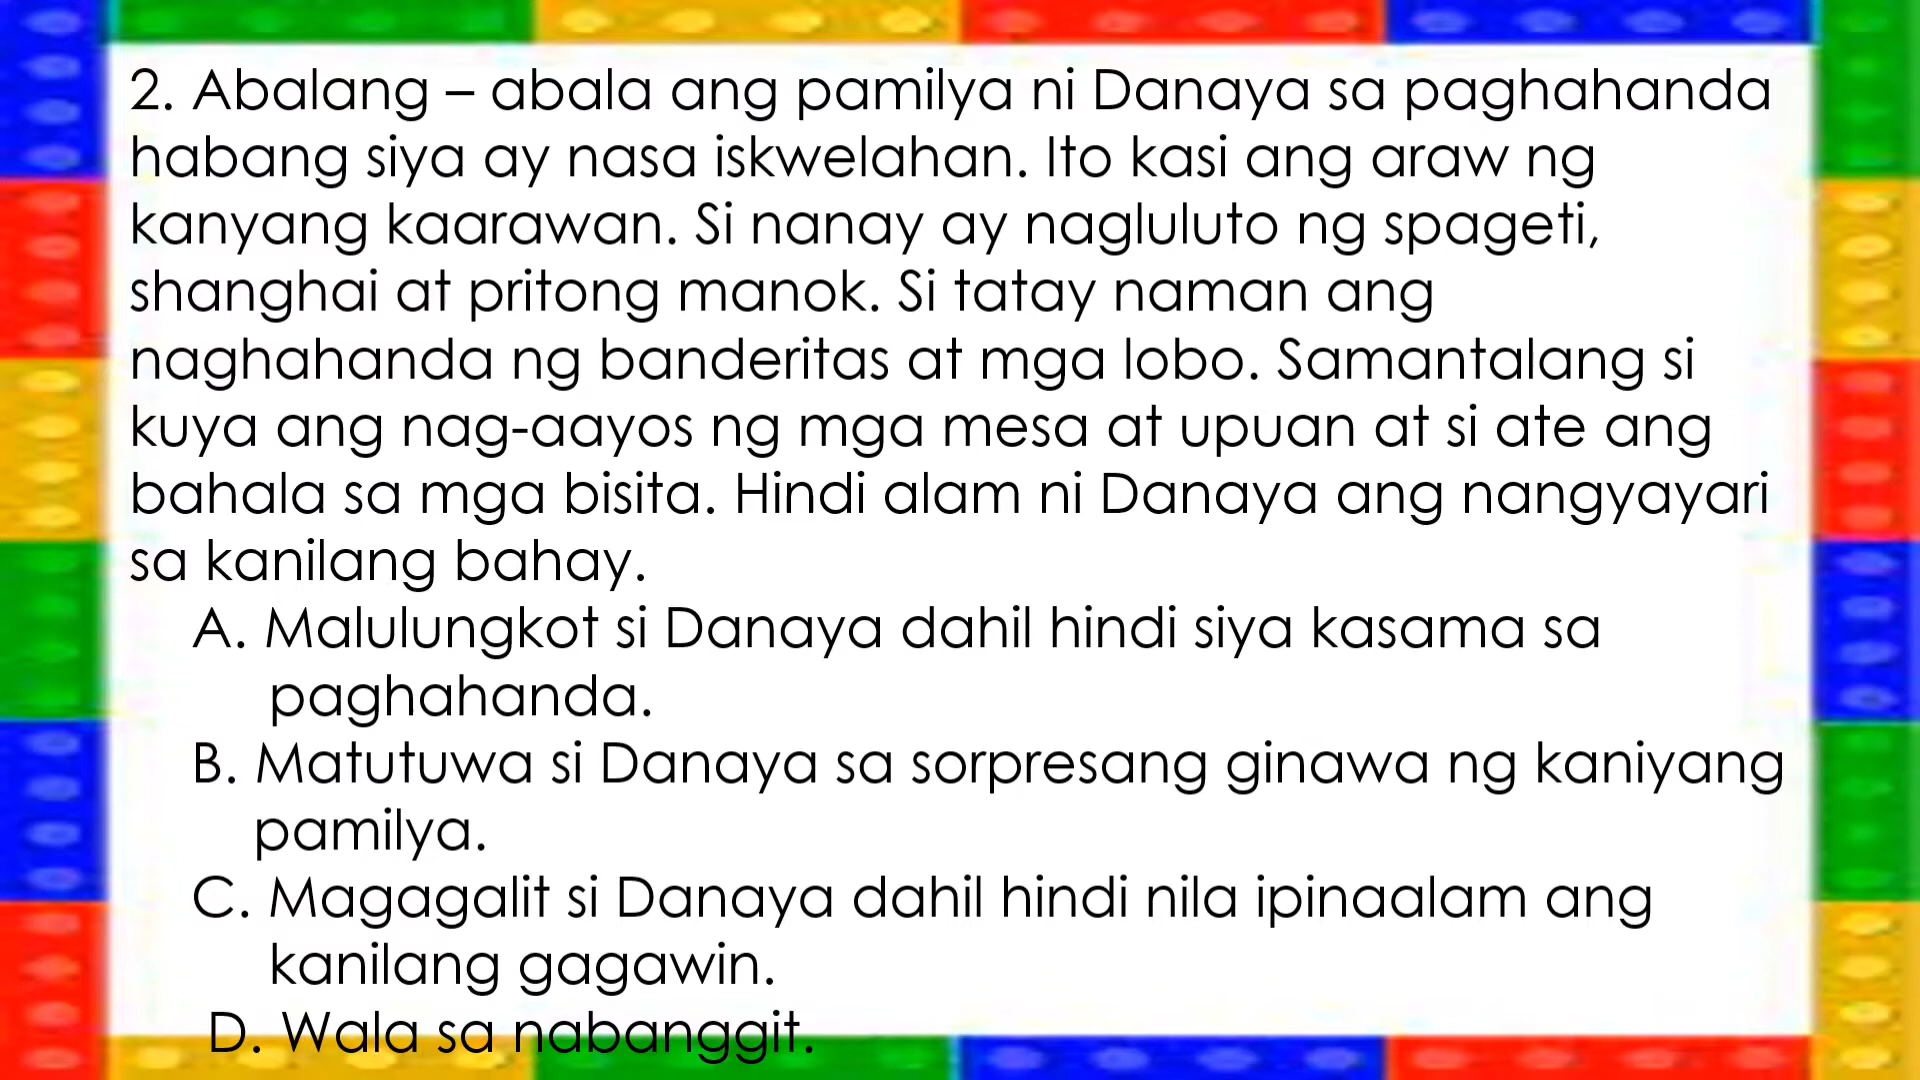 2. Abalang – abala ang pamilya ni Danaya sa paghahanda
habang siya ay nasa iskwelahan. Ito kasi ang araw ng
kanyang kaarawan. Si nanay ay nagluluto ng spageti,
shanghai at pritong manok. Si tatay naman ang
naghahanda ng banderitas at mga lobo. Samantalang si
kuya ang nag-aayos ng mga mesa at upuan at si ate ang
bahala sa mga bisita. Hindi alam ni Danaya ang nangyayari
sa kanilang bahay.
A. Malulungkot si Danaya dahil hindi siya kasama sa
paghahanda.
B. Matutuwa si Danaya sa sorpresang ginawa ng kaniyang
pamilya.
C. Magagalit si Danaya dahil hindi nila ipinaalam ang
kanilang gagawin.
D. Wala sa nabanggit.